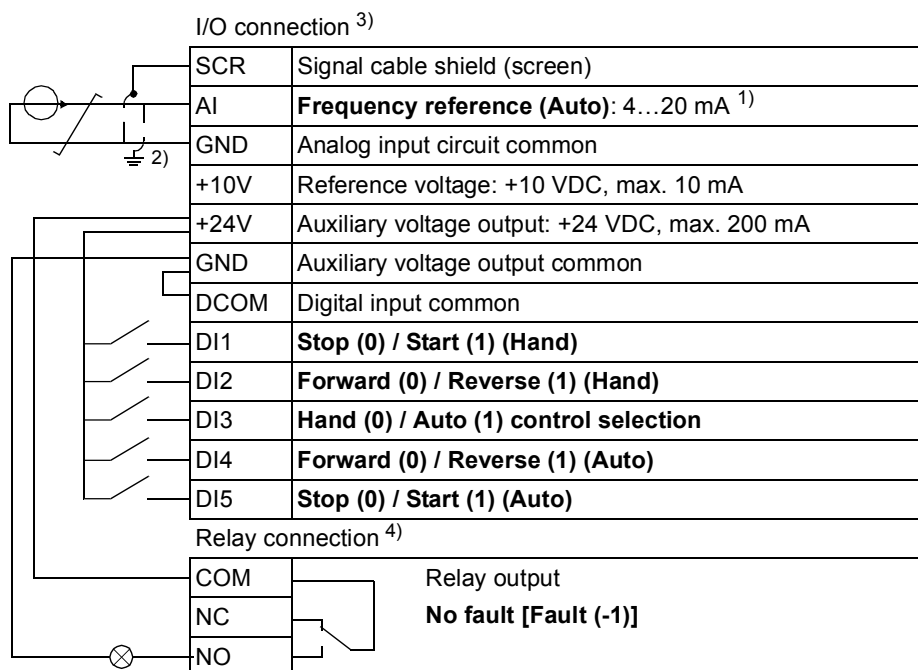 I/O connection 3)
SCR Signal cable shield (screen)
AI Frequency reference (Auto): 4…20 mA 1)
GND Analog input circuit common
2)
+10V Reference voltage: +10 VDC, max. 10 mA
+24V Auxiliary voltage output: +24 VDC, max. 200 mA
GND Auxiliary voltage output common
DCOM Digital input common
DI1 Stop (0) / Start (1) (Hand)
DI2 Forward (0) / Reverse (1) (Hand)
DI3 Hand (0) / Auto (1) control selection
DI4 Forward (0) / Reverse (1) (Auto)
DI5 Stop (0) / Start (1) (Auto)
Relay connection 4)
COM Relay output
NC No fault [Fault (-1)]
NO